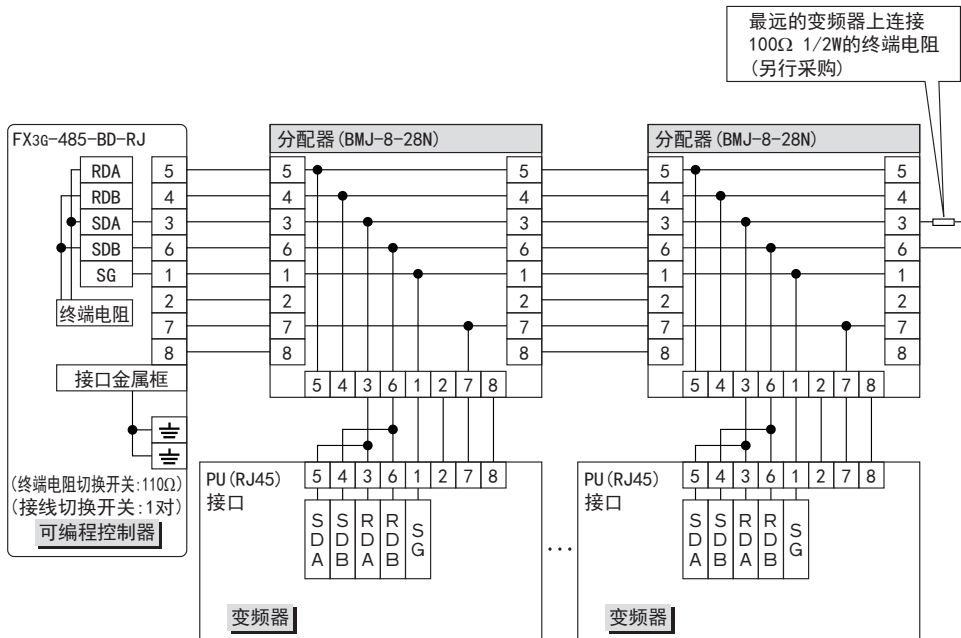 最远的变频器上连接
100Ω 1/2W的终端电阻
(另行采购)
FX3G-485-BD-RJ
RDA 5
RDB 4
SDA 3
SDB 6
SG 1
2
终端电阻
7
8
接口金属框
(终端电阻切换开关:110Ω)
(接线切换开关:1对)
可编程控制器
分配器(BMJ-8-28N)
5 5
4 4
3 3
6 6
1 1
2 2
7 7
8 8
5 4 3 6 1 2 7 8
PU(RJ45)
接口
5 4 3 6 1 2 7 8
SDA SDB RDA RDB SG
变频器
...
分配器(BMJ-8-28N)
5 5
4 4
3 3
6 6
1 1
2 2
7 7
8 8
5 4 3 6 1 2 7 8
PU(RJ45)
接口
5 4 3 6 1 2 7 8
SDA SDB RDA RDB SG
变频器